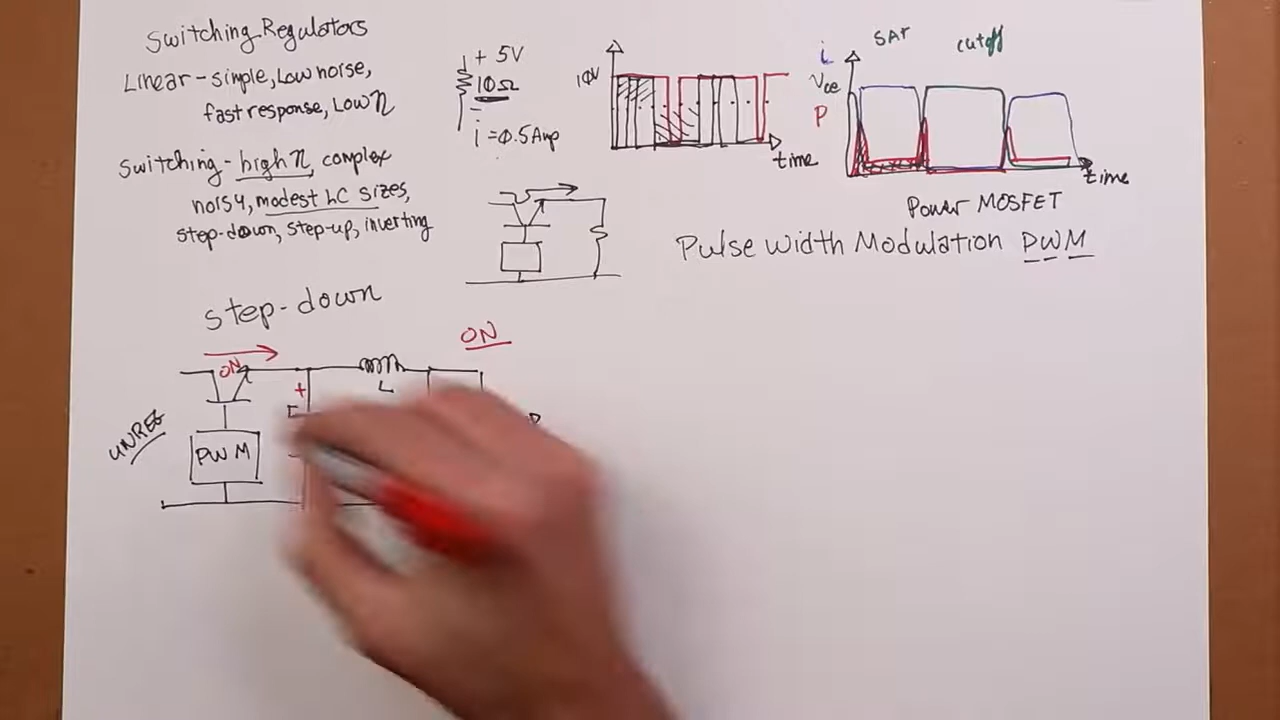 Switching Regulators
Linear - simple, Low noise,
fast response, Low η
Switching - high η, complex
noisy, modest LC sizes,
step-down, step-up, inverting
+ 5V
10Ω
-
i = 0.5 Amp
10V
time
i
Vce
P
SAT
cutoff
time
Power MOSFET
Pulse Width Modulation PWM
step-down
ON
ON
+
L
UNREG
PWM